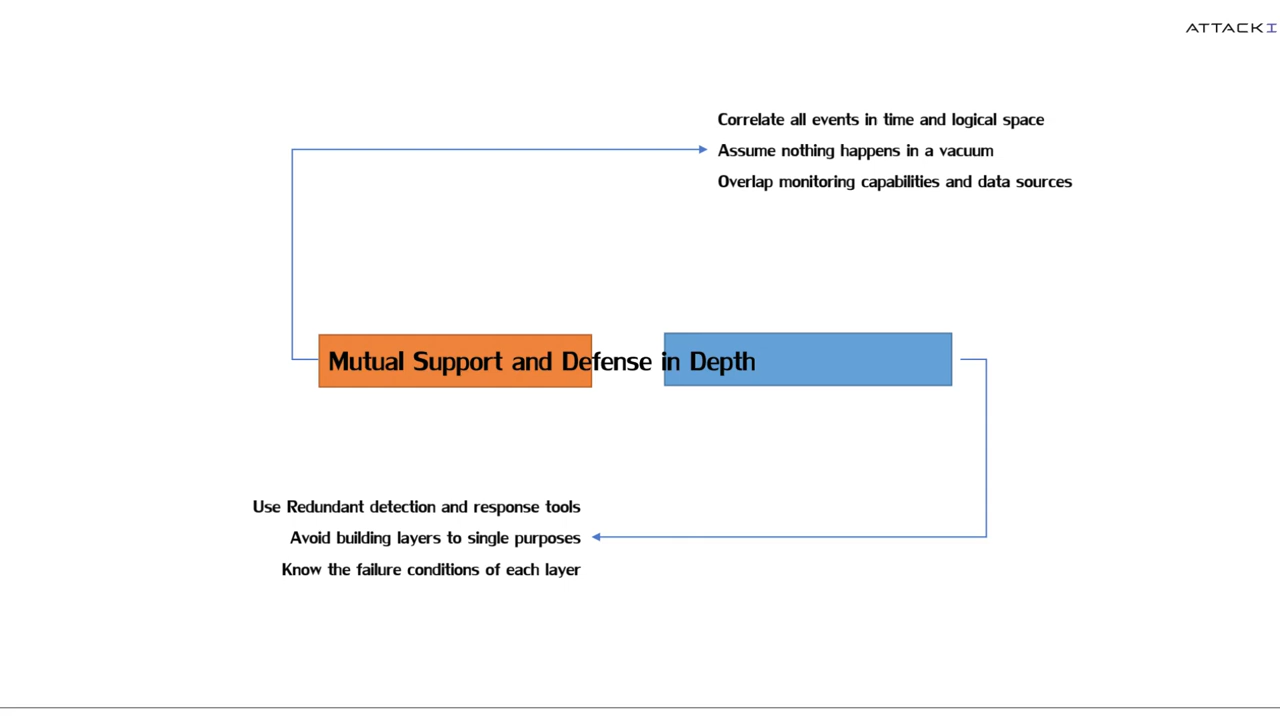 ATTACKI
Correlate all events in time and logical space
Assume nothing happens in a vacuum
Overlap monitoring capabilities and data sources
Mutual Support and Defense in Depth
Use Redundant detection and response tools
Avoid building layers to single purposes
Know the failure conditions of each layer